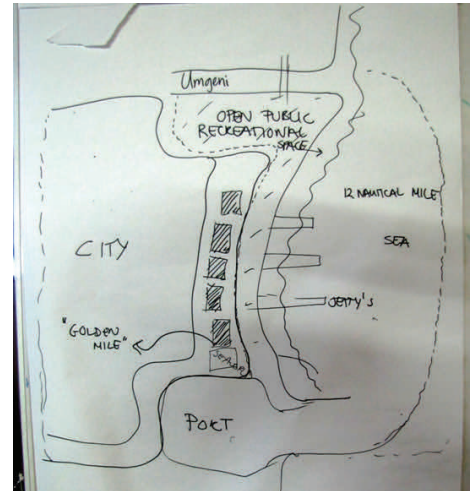 Umgeni
OPEN PUBLIC
RECREATIONAL
SPACE
12 NAUTICAL MILE
SEA
CITY
JETTY'S
"GOLDEN
MILE"
PORT